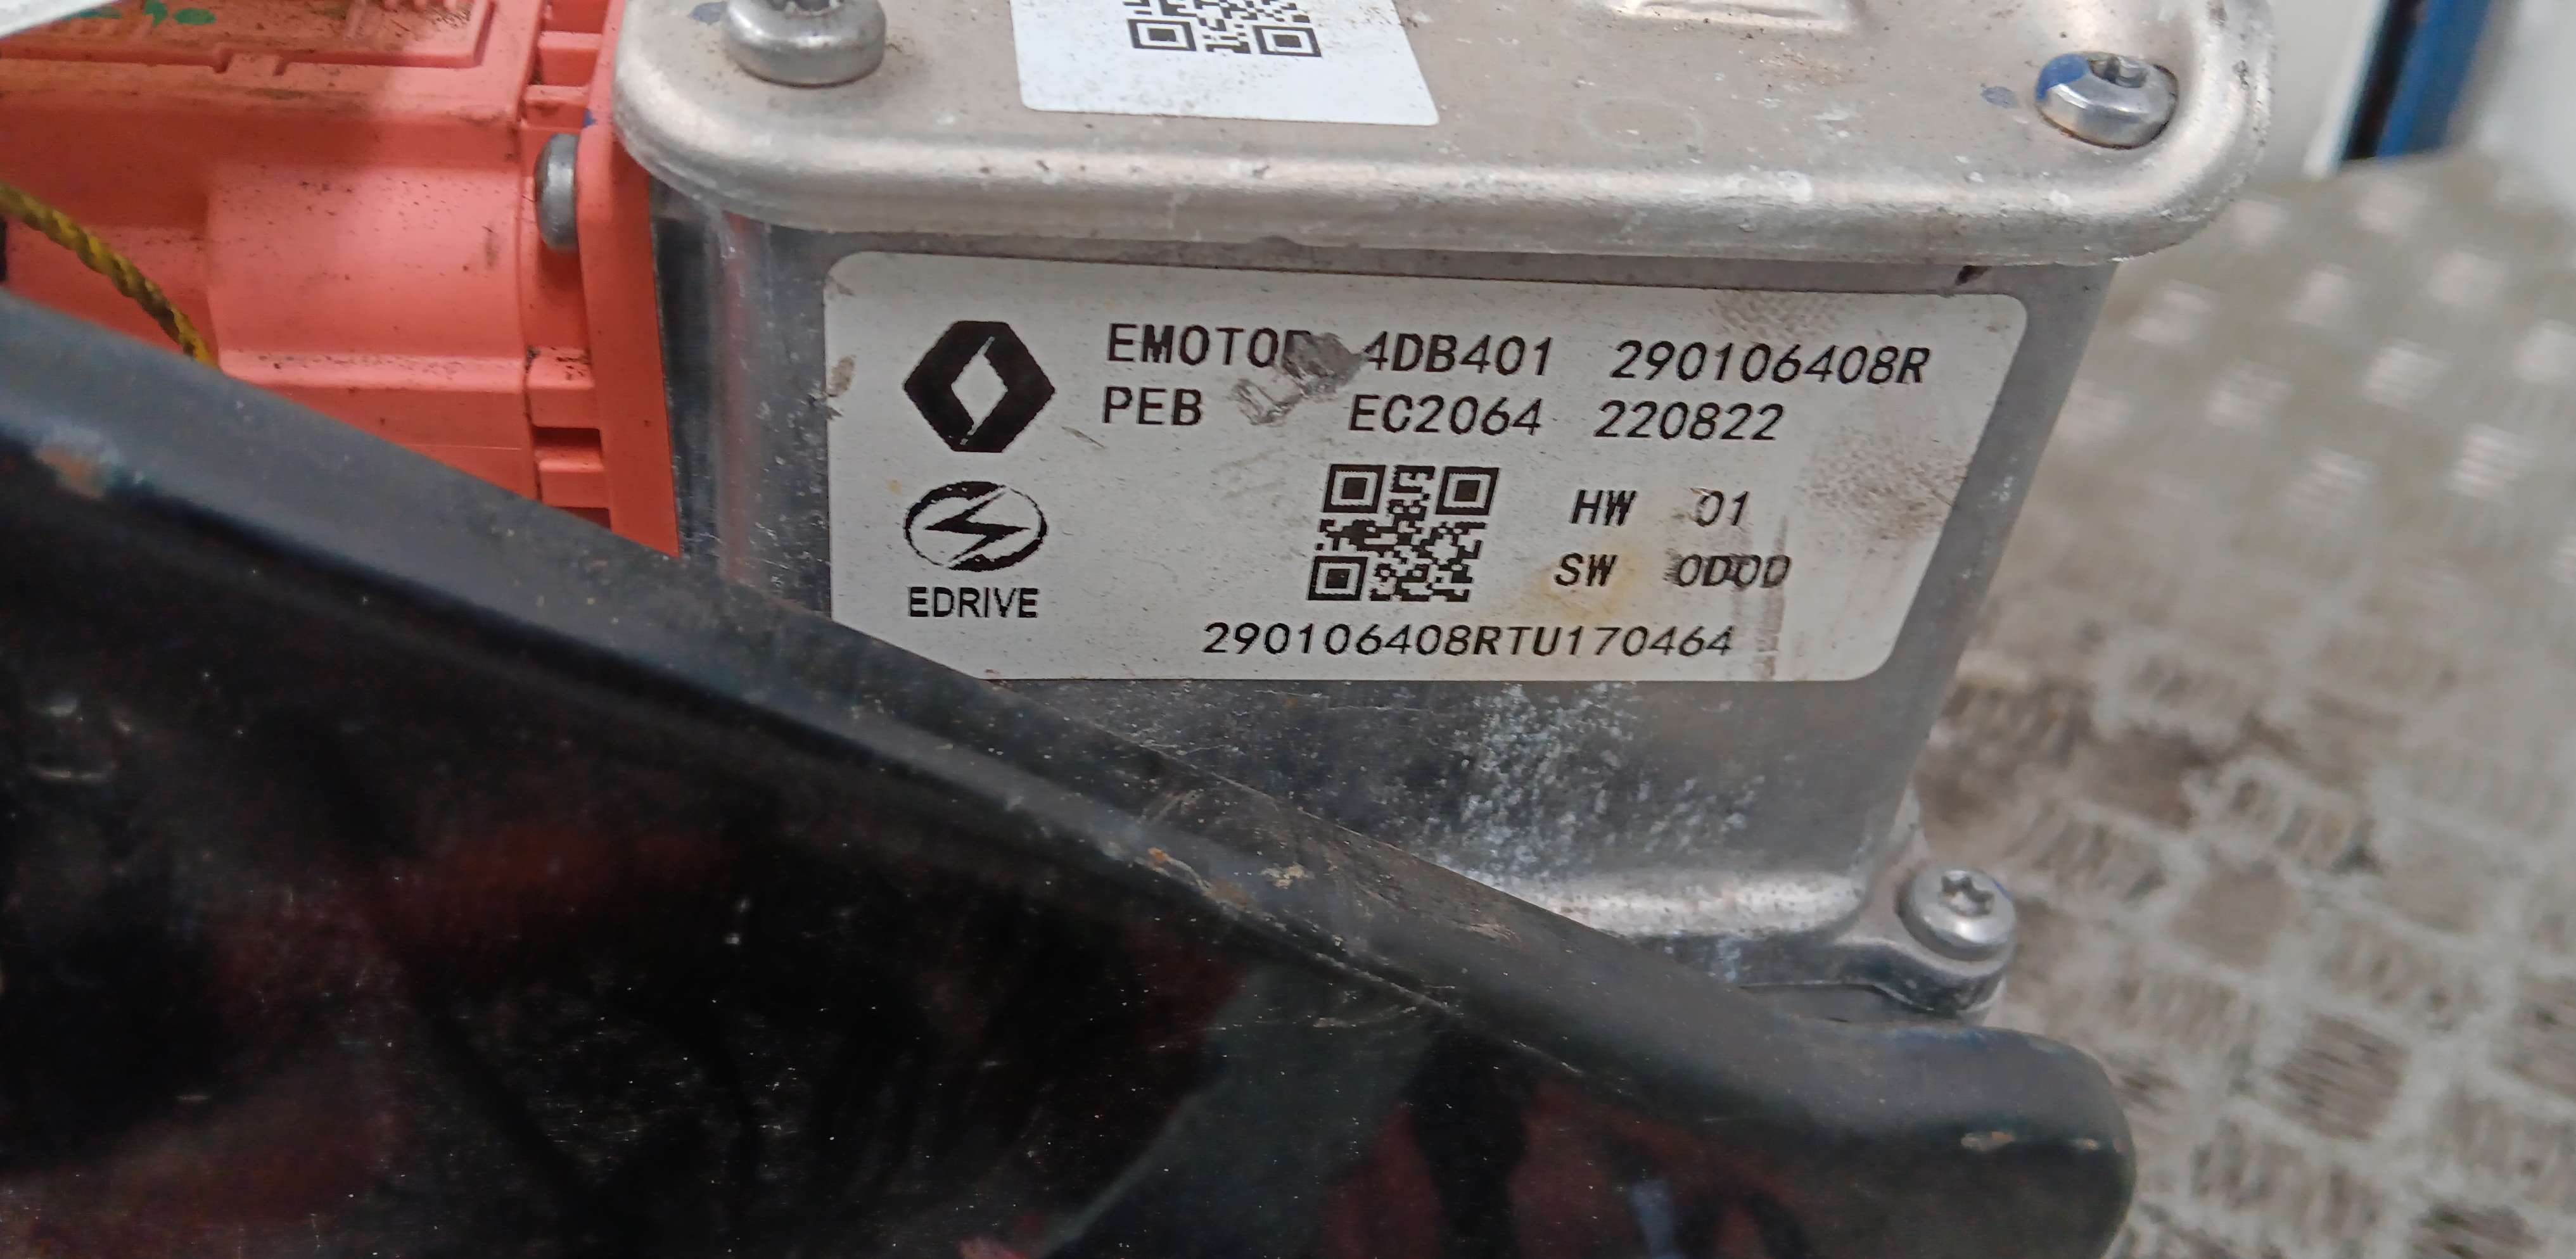 4DB401 290106408R
PEB EC2064 220822
HW 01
SW 0D0D
EDRIVE
290106408RTU170464